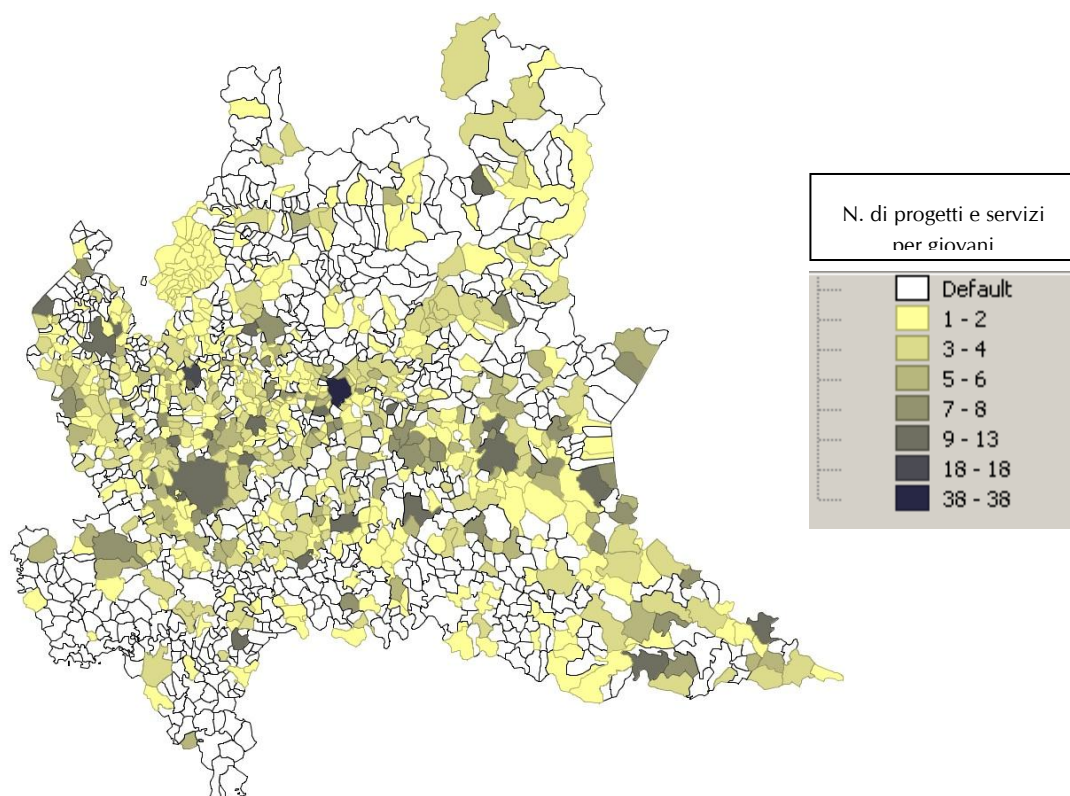 N. di progetti e servizi
per giovani
Default
1 - 2
3 - 4
5 - 6
7 - 8
9 - 13
18 - 18
38 - 38